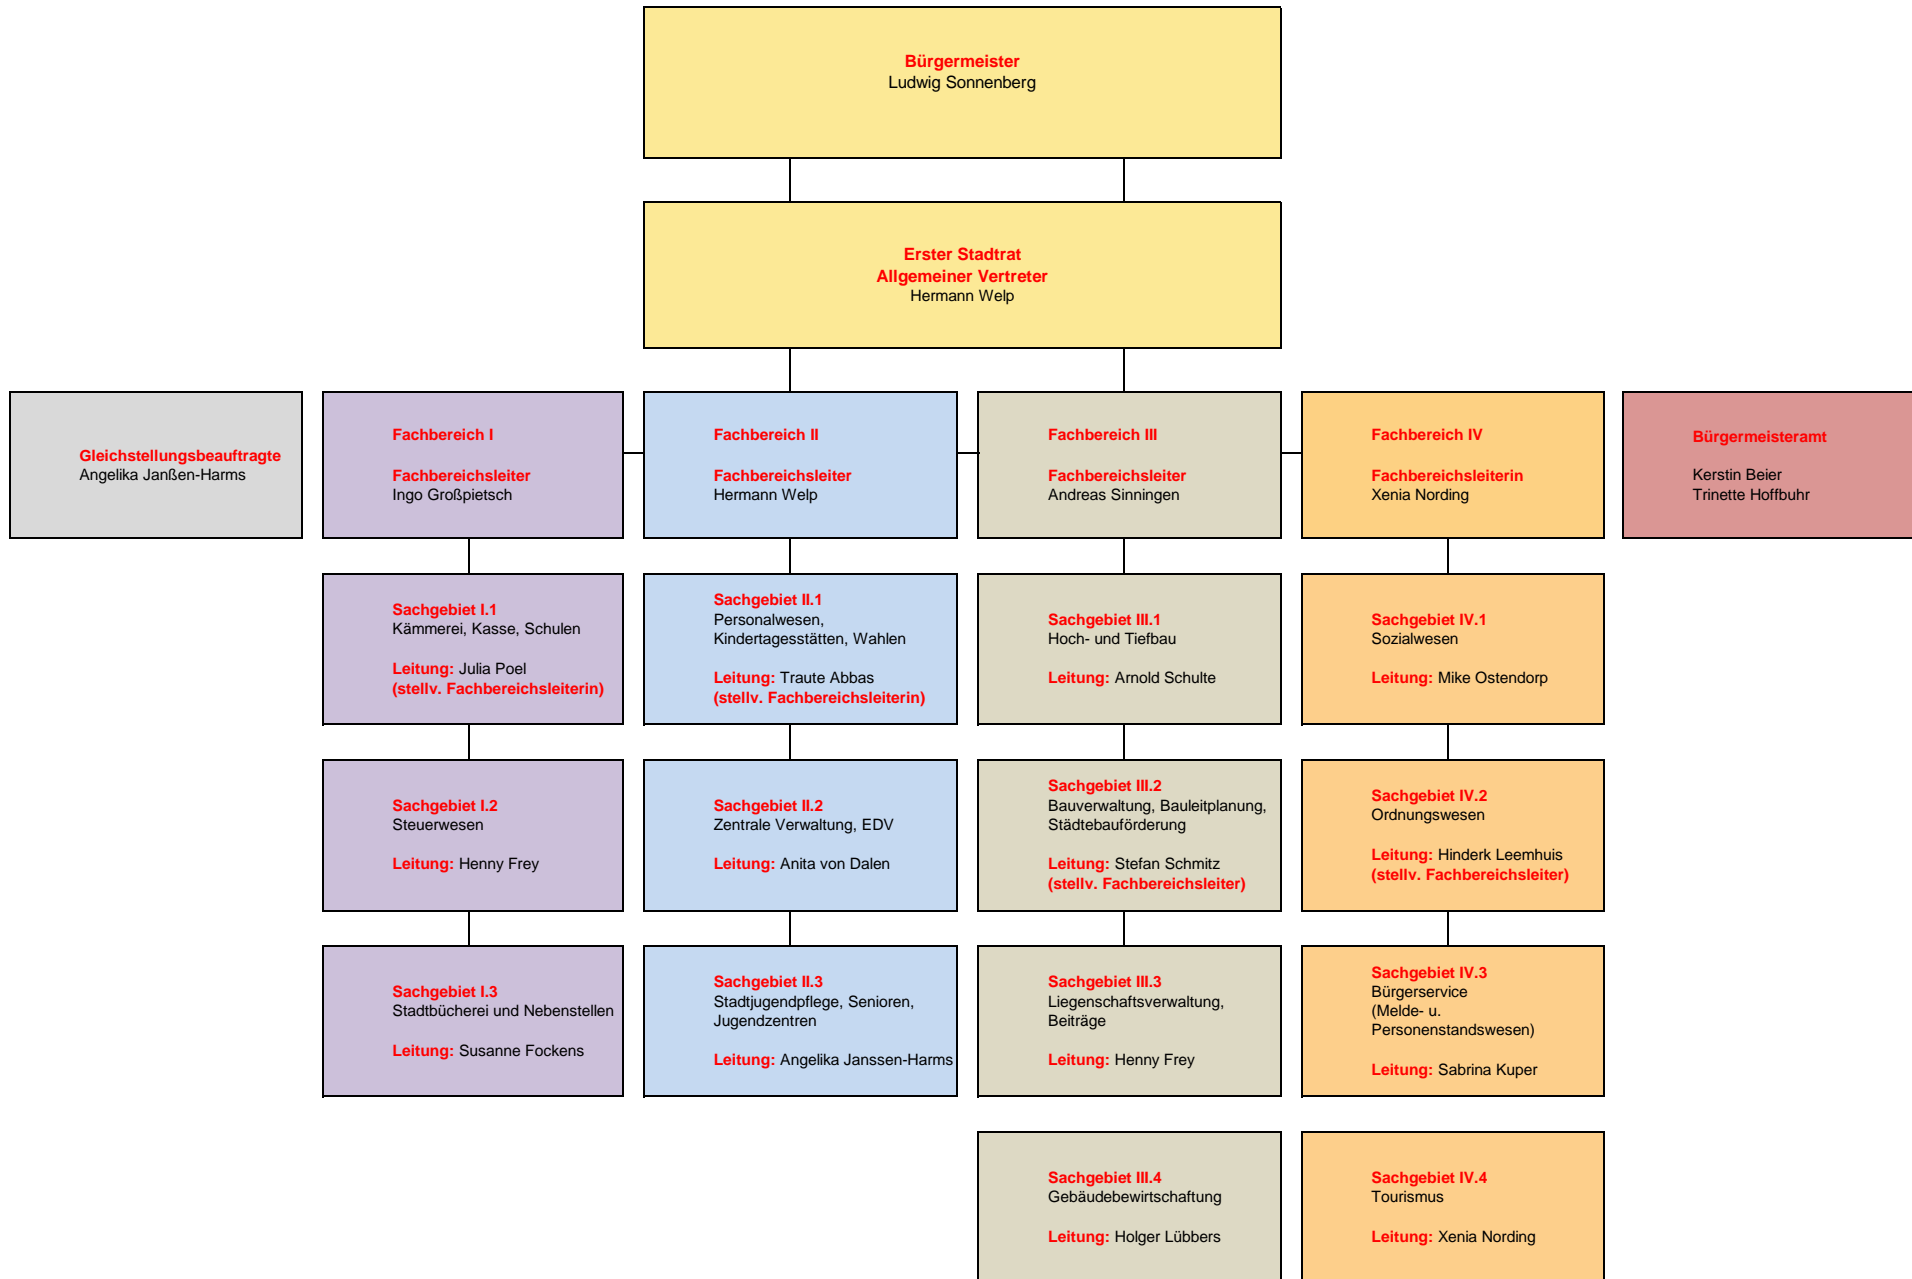 Bürgermeister
Ludwig Sonnenberg
Erster Stadtrat
Allgemeiner Vertreter
Hermann Welp
Gleichstellungsbeauftragte
Angelika Janßen-Harms
Fachbereich I
Fachbereichsleiter
Ingo Großpietsch
Fachbereich II
Fachbereichsleiter
Hermann Welp
Fachbereich III
Fachbereichsleiter
Andreas Sinningen
Fachbereich IV
Fachbereichsleiterin
Xenia Nording
Bürgermeisteramt
Kerstin Beier
Trinette Hoffbuhr
Sachgebiet I.1
Kämmerei, Kasse, Schulen
Leitung: Julia Poel
(stellv. Fachbereichsleiterin)
Sachgebiet II.1
Personalwesen,
Kindertagesstätten, Wahlen
Leitung: Traute Abbas
(stellv. Fachbereichsleiterin)
Sachgebiet III.1
Hoch- und Tiefbau
Leitung: Arnold Schulte
Sachgebiet IV.1
Sozialwesen
Leitung: Mike Ostendorp
Sachgebiet I.2
Steuerwesen
Leitung: Henny Frey
Sachgebiet II.2
Zentrale Verwaltung, EDV
Leitung: Anita von Dalen
Sachgebiet III.2
Bauverwaltung, Bauleitplanung,
Städtebauförderung
Leitung: Stefan Schmitz
(stellv. Fachbereichsleiter)
Sachgebiet IV.2
Ordnungswesen
Leitung: Hinderk Leemhuis
(stellv. Fachbereichsleiter)
Sachgebiet I.3
Stadtbücherei und Nebenstellen
Leitung: Susanne Fockens
Sachgebiet II.3
Stadtjugendpflege, Senioren,
Jugendzentren
Leitung: Angelika Janssen-Harms
Sachgebiet III.3
Liegenschaftsverwaltung,
Beiträge
Leitung: Henny Frey
Sachgebiet IV.3
Bürgerservice
(Melde- u.
Personenstandswesen)
Leitung: Sabrina Kuper
Sachgebiet III.4
Gebäudebewirtschaftung
Leitung: Holger Lübbers
Sachgebiet IV.4
Tourismus
Leitung: Xenia Nording